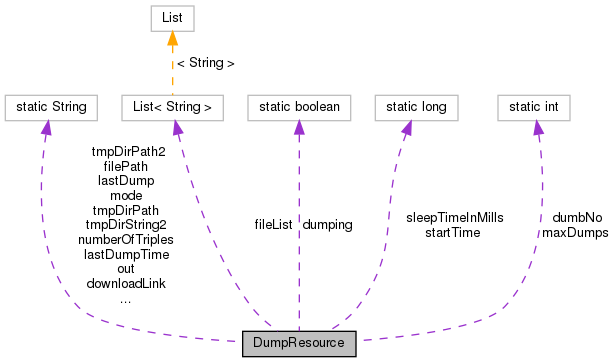 List
< String >
static String
List< String >
static boolean
static long
static int
tmpDirPath2
filePath
lastDump
mode
tmpDirPath
tmpDirString2
numberOfTriples
lastDumpTime
out
downloadLink
...
fileList
dumping
sleepTimeInMills
startTime
dumbNo
maxDumps
DumpResource